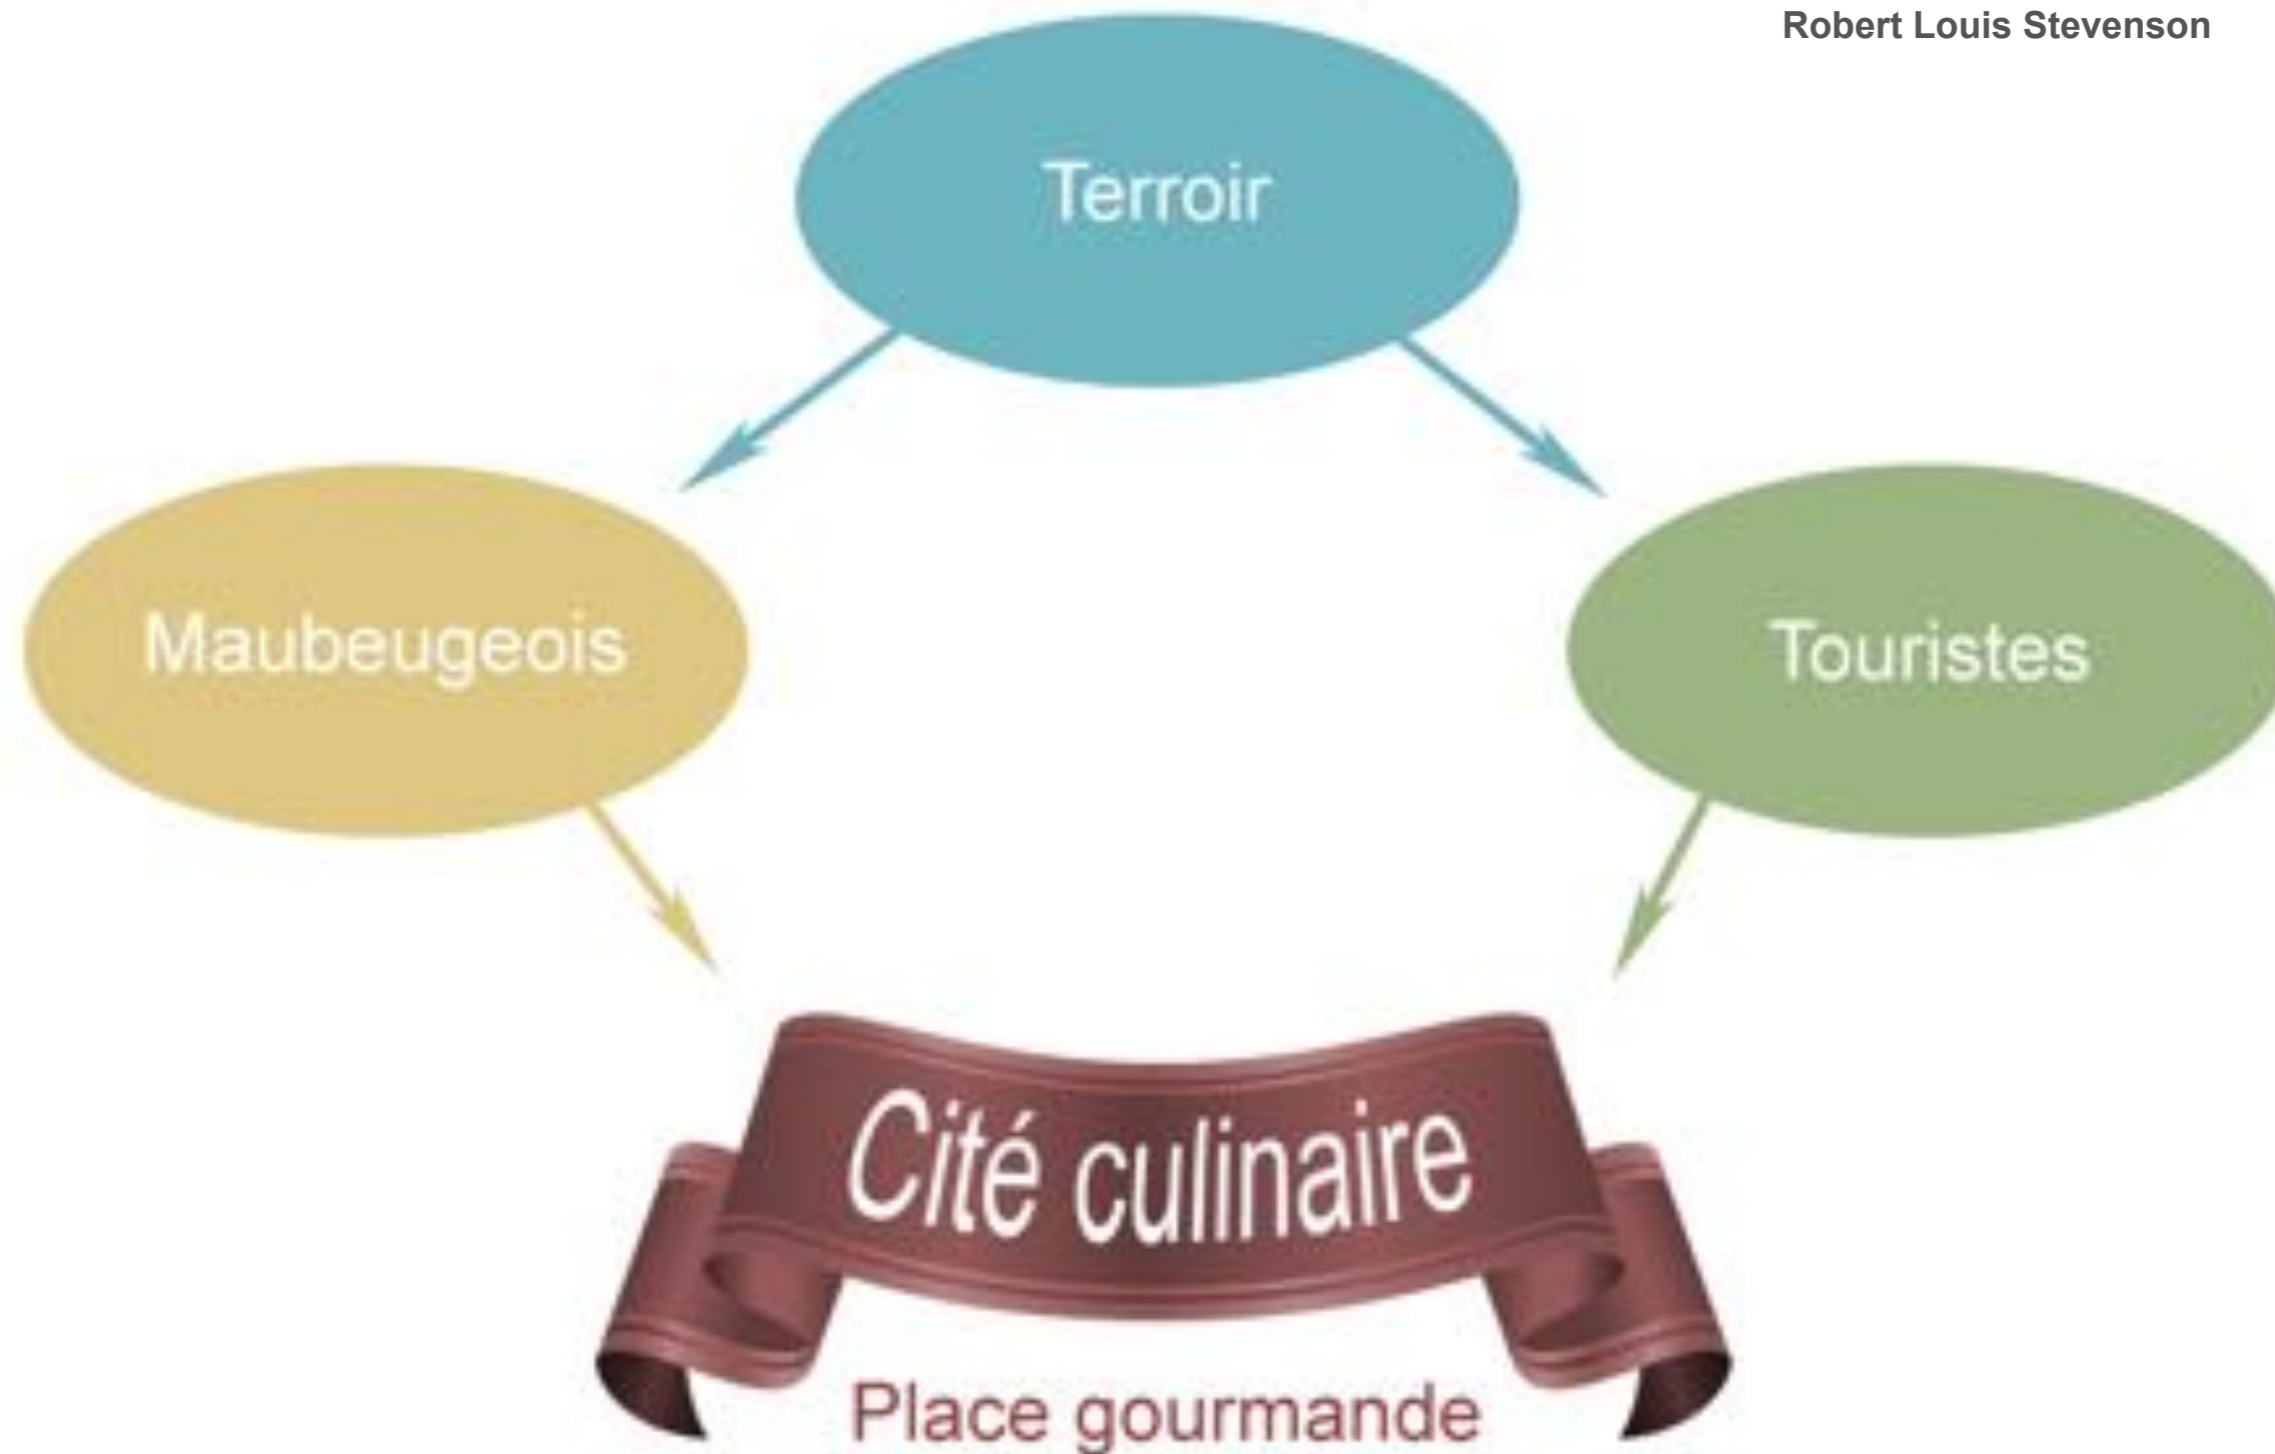 Robert Louis Stevenson
Terroir
Maubeugeois
Touristes
Cité culinaire
Place gourmande